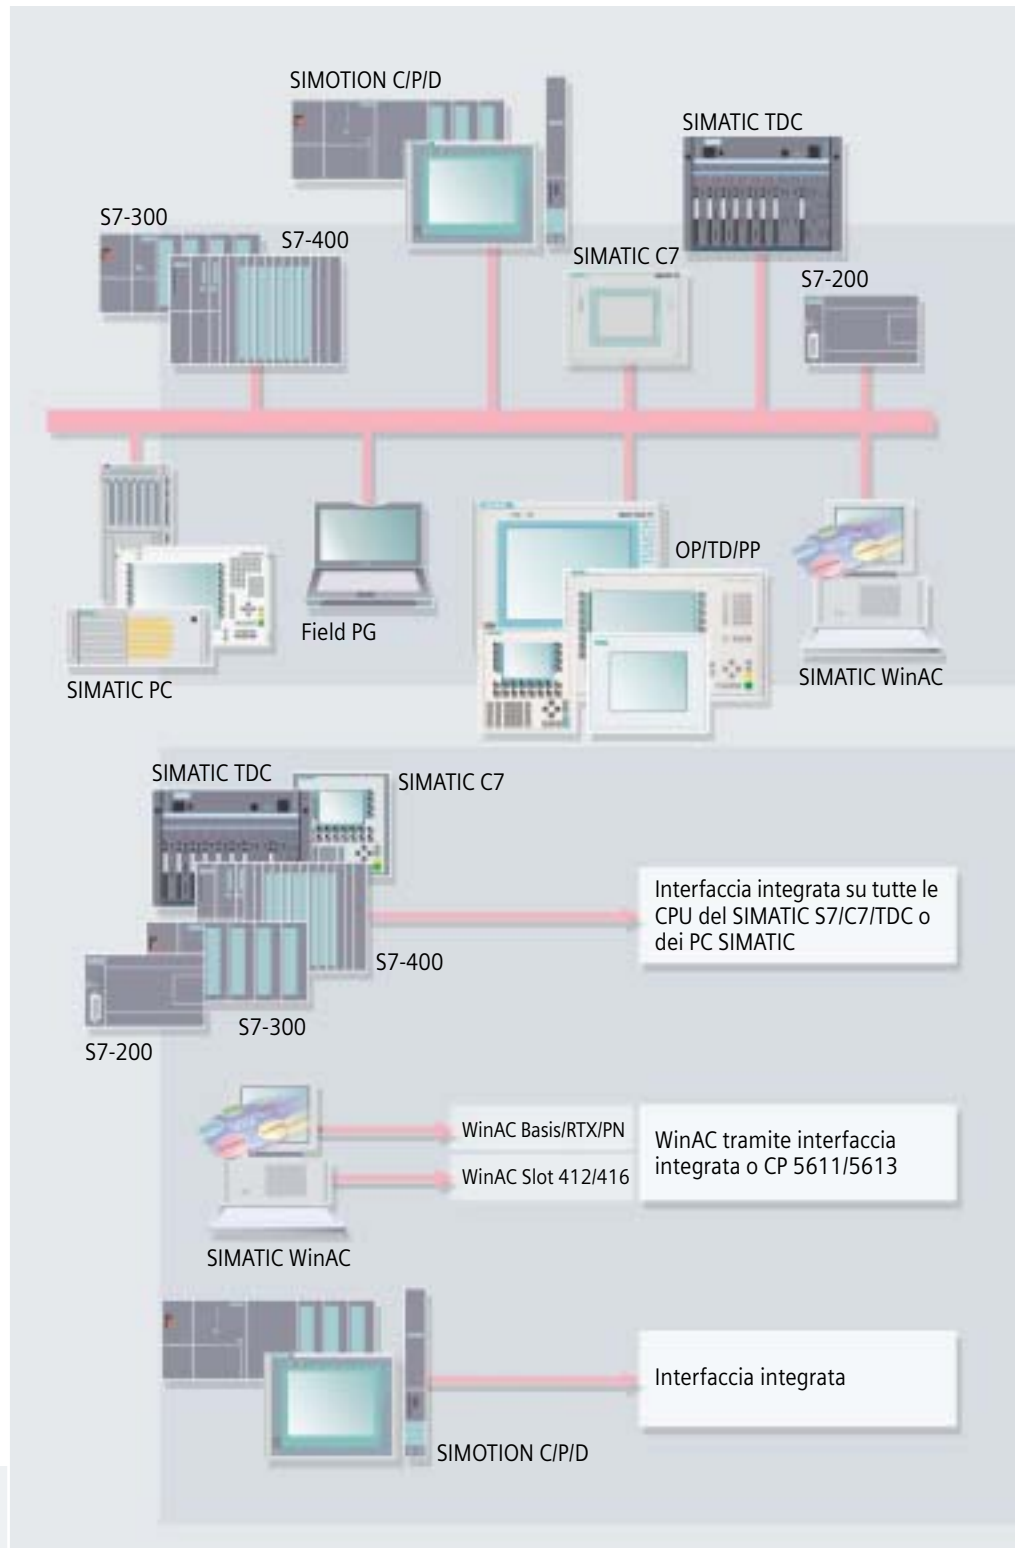 SIMOTION C/P/D
SIMATIC TDC
S7-300
S7-400
SIMATIC C7
S7-200
OP/TD/PP
Field PG
SIMATIC PC
SIMATIC WinAC
SIMATIC TDC
SIMATIC C7
Interfaccia integrata su tutte le
CPU del SIMATIC S7/C7/TDC o
dei PC SIMATIC
S7-400
S7-300
S7-200
WinAC Basis/RTX/PN
WinAC Slot 412/416
WinAC tramite interfaccia
integrata o CP 5611/5613
SIMATIC WinAC
Interfaccia integrata
SIMOTION C/P/D